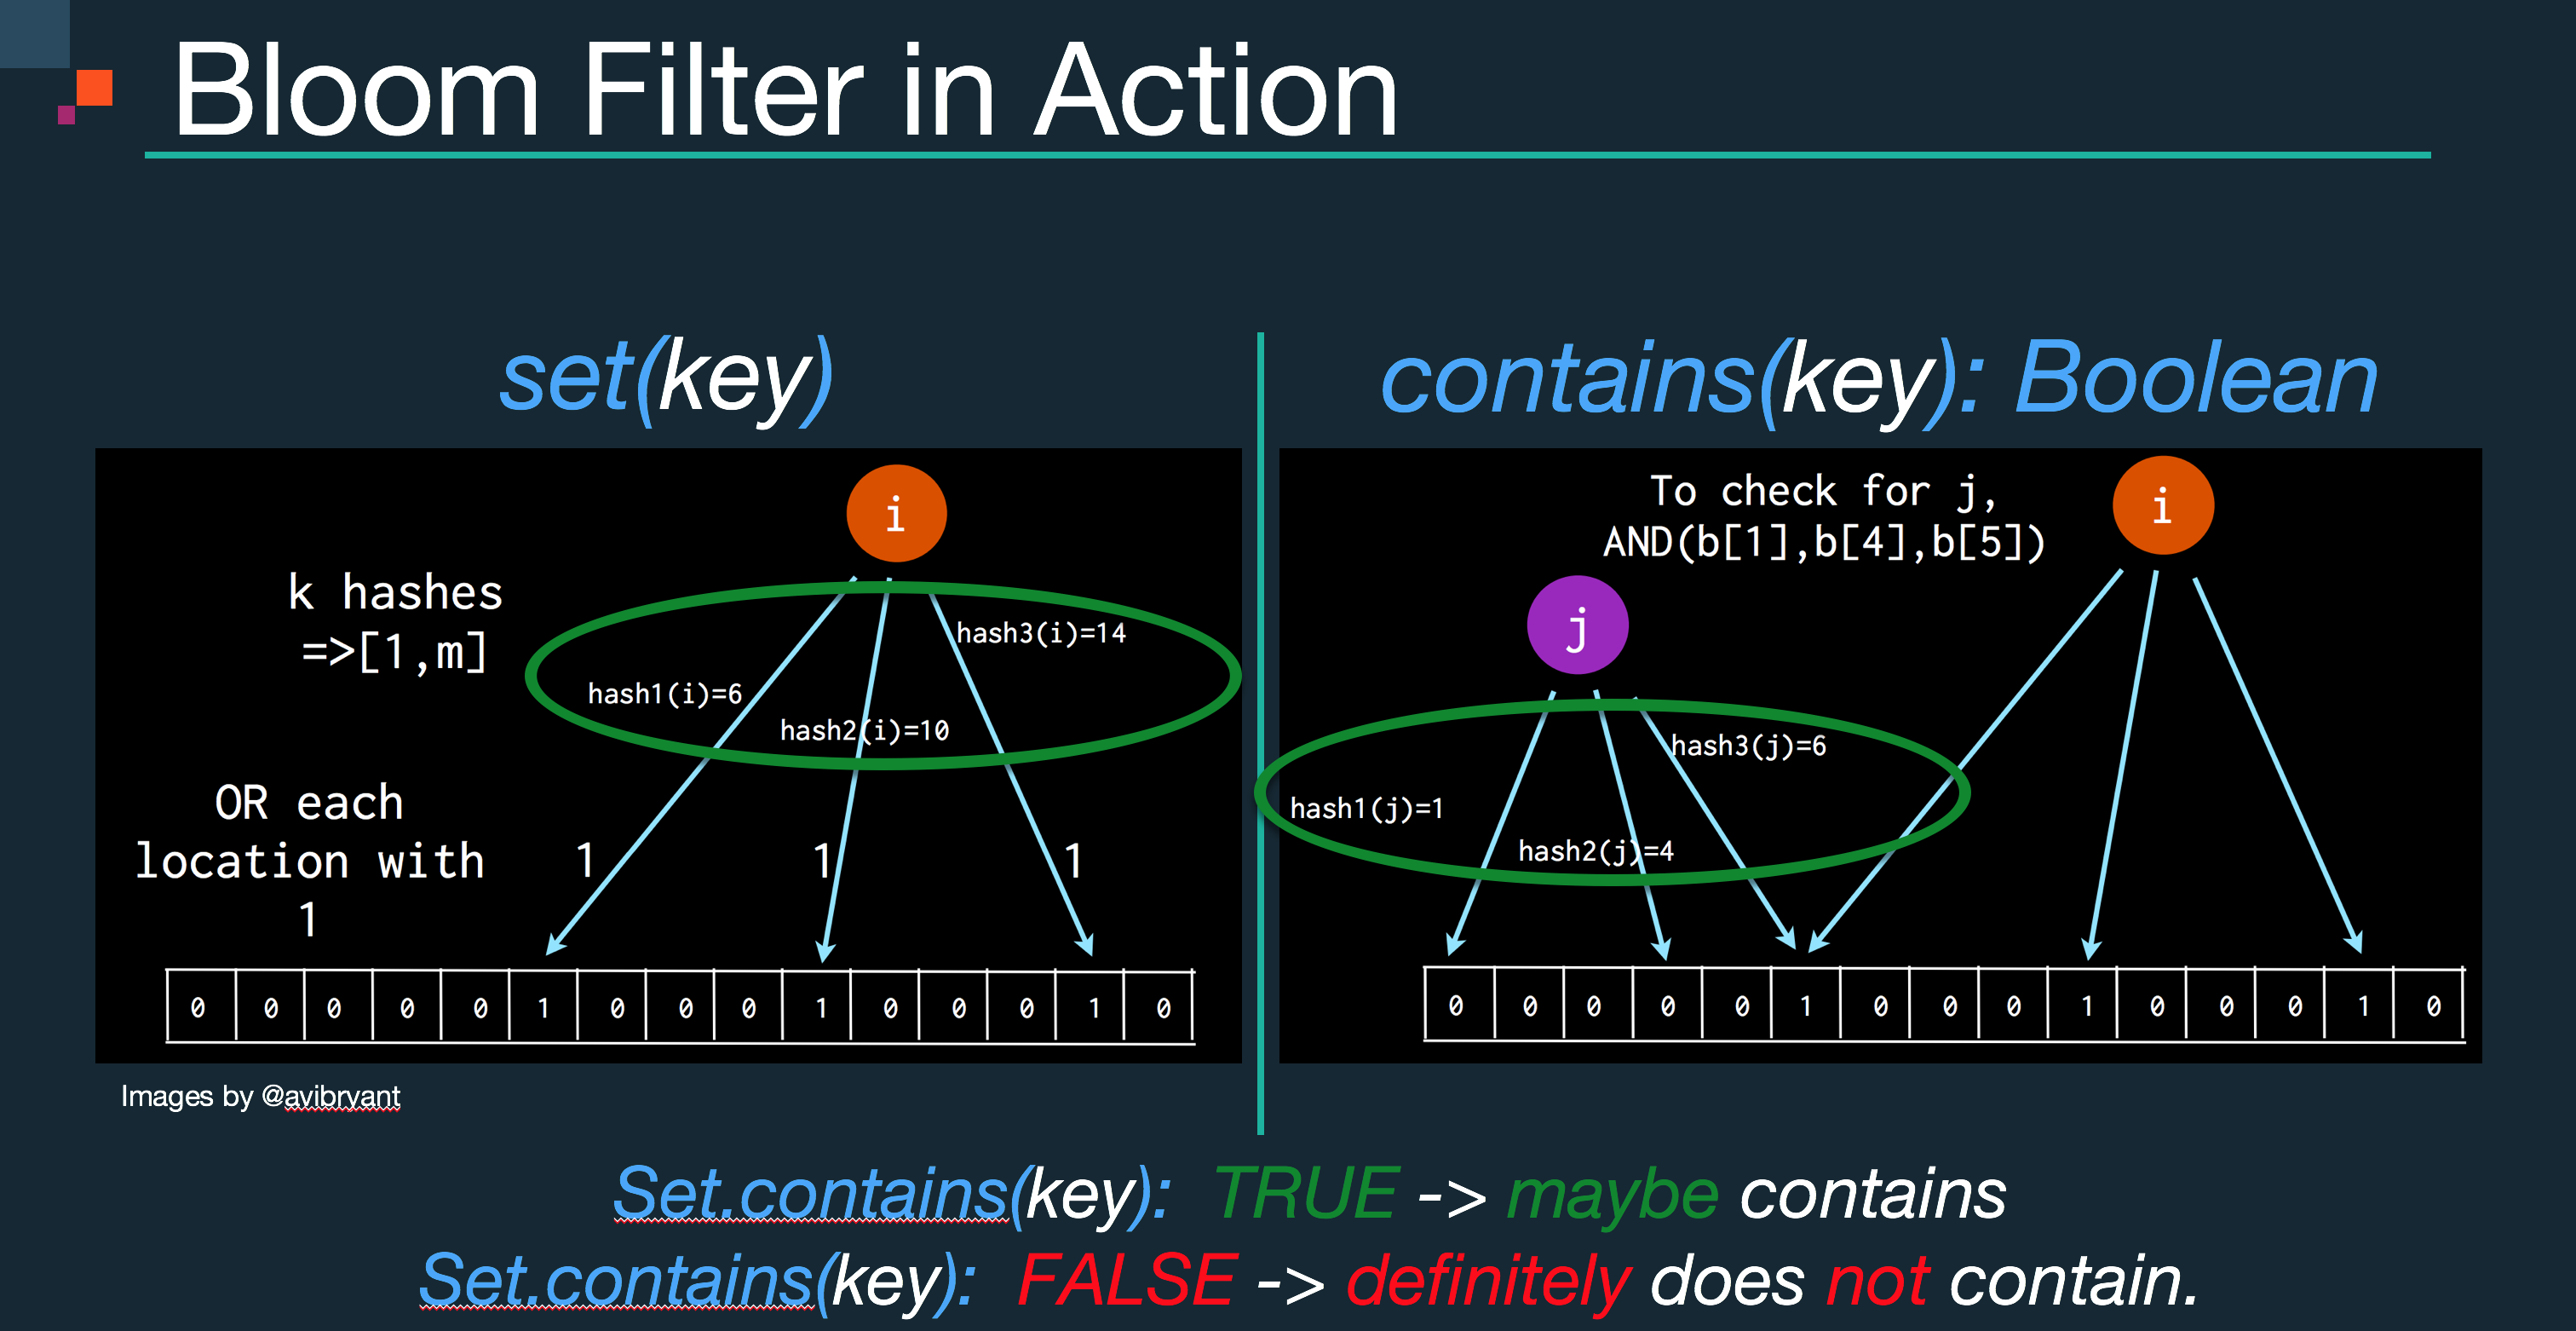 Bloom Filter in Action
set(key)
k hashes
=>[1,m]
OR each
location with
1
i
hash3(i)=14
hash1(i)=6
hash2(i)=10
1 1 1
0 0 0 0 0 1 0 0 0 1 0 0 0 1 0
Images by @avibryant
contains(key): Boolean
To check for j,
AND(b[1],b[4],b[5])
i
j
hash3(j)=6
hash1(j)=1
hash2(j)=4
0 0 0 0 0 1 0 0 0 1 0 0 0 1 0
Set.contains(key): TRUE -> maybe contains
Set.contains(key): FALSE -> definitely does not contain.